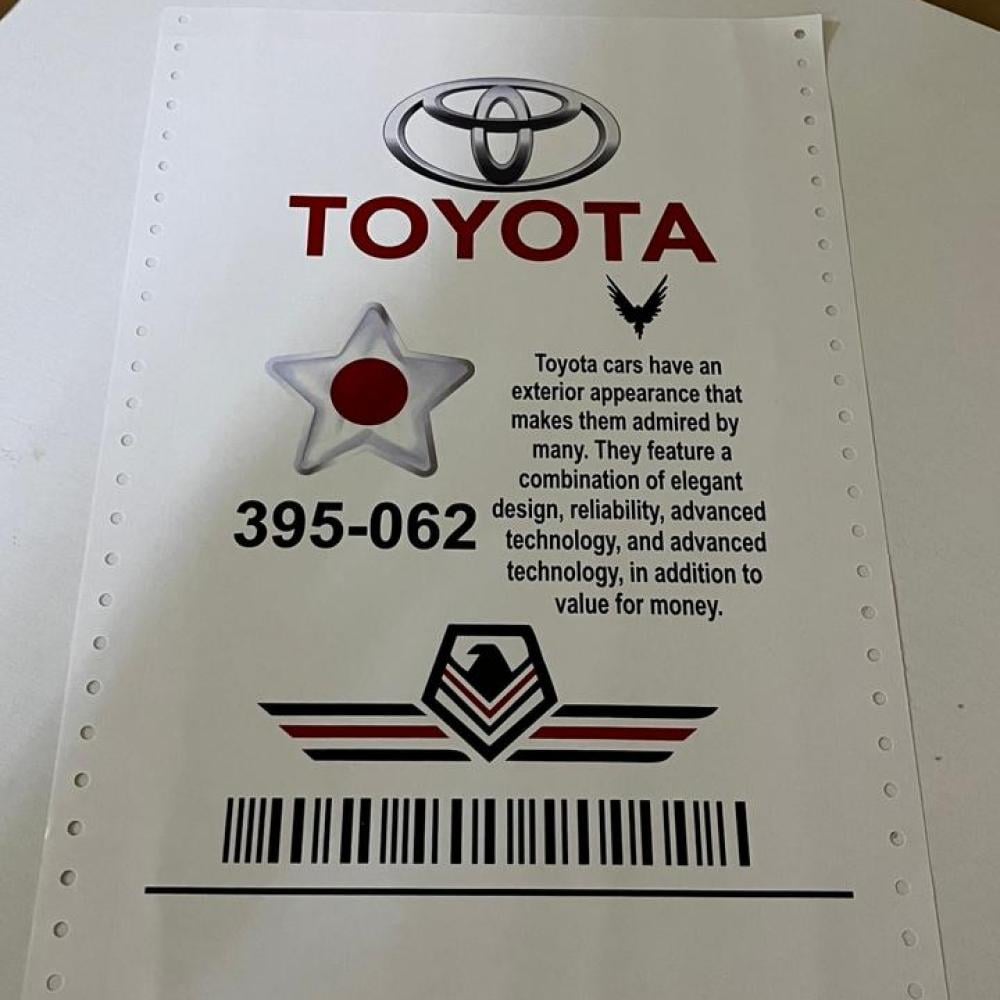 TOYOTA
Toyota cars have an
exterior appearance that
makes them admired by
many. They feature a
combination of elegant
design, reliability, advanced
technology, and advanced
technology, in addition to
value for money.
395-062